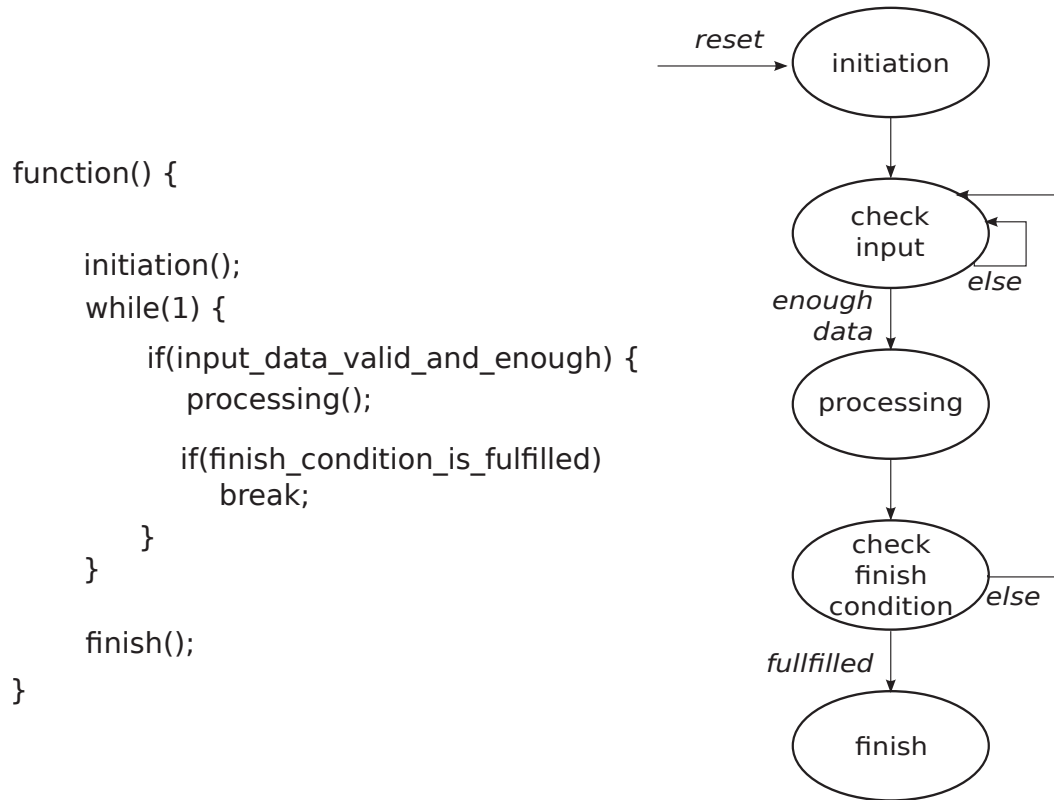 function() {
initiation();
while(1) {
if(input_data_valid_and_enough) {
processing();
if(finish_condition_is_fulfilled)
break;
}
}
finish();
}
reset
initiation
check
input
else
enough
data
processing
check
finish
condition
else
fullfilled
finish